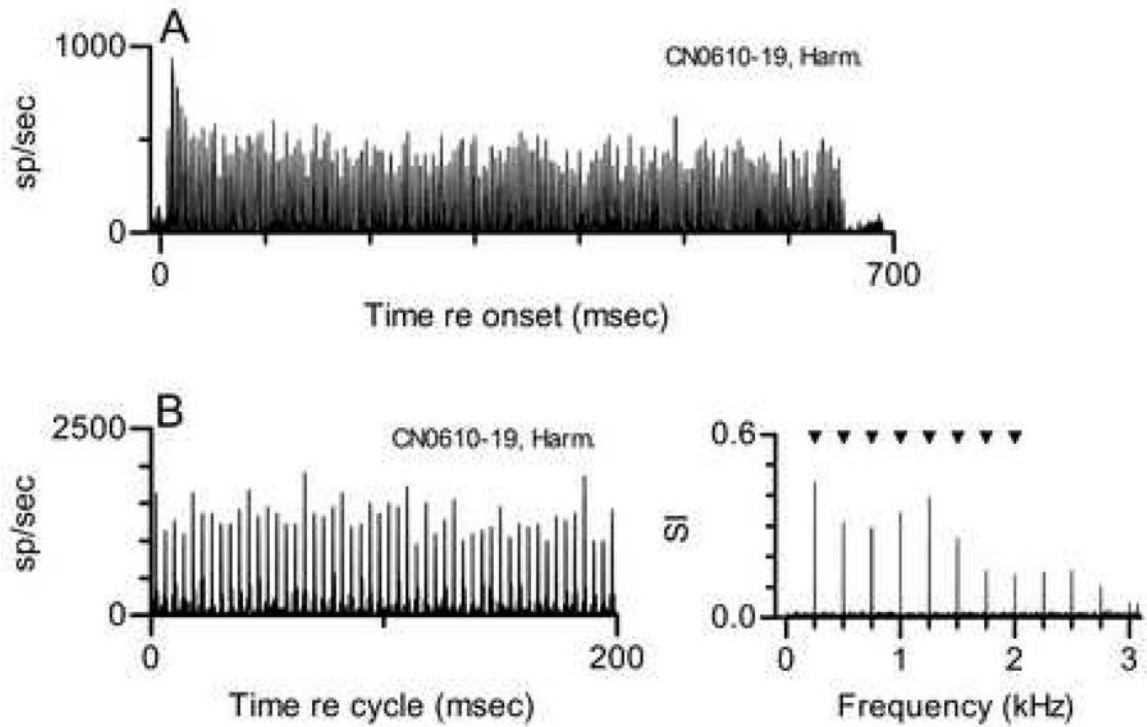 A
1000
CN0610-19, Harm.
sp/sec
0
0
700
Time re onset (msec)
B
2500
CN0610-19, Harm.
sp/sec
0
0
200
Time re cycle (msec)
0.6
SI
0.0
0
1
2
3
Frequency (kHz)